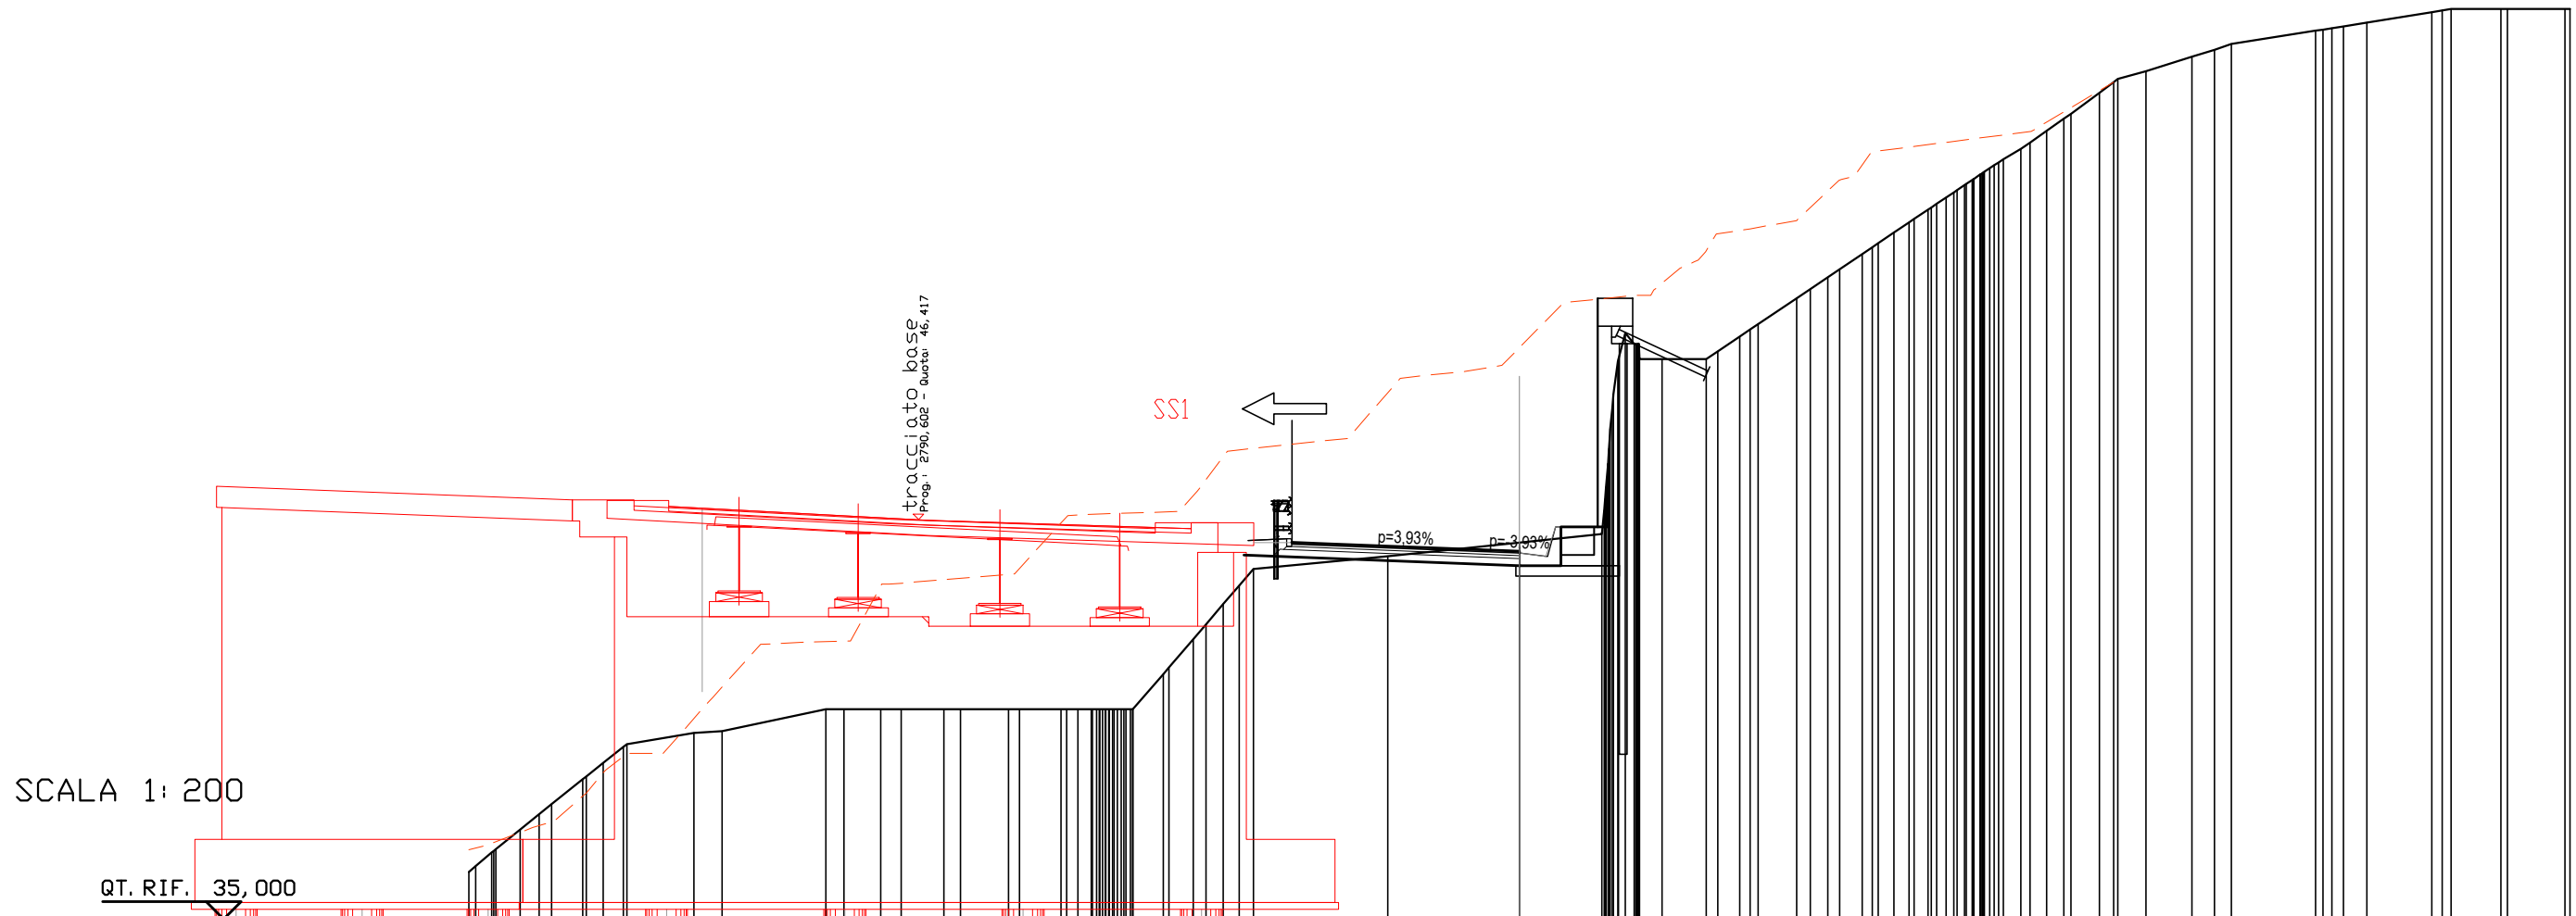 tracciato base
Prog.: 2790,602 - Quota: 46,417
SS1
p=3,93%
p=-3,93%
SCALA 1:200
QT. RIF. 35,000